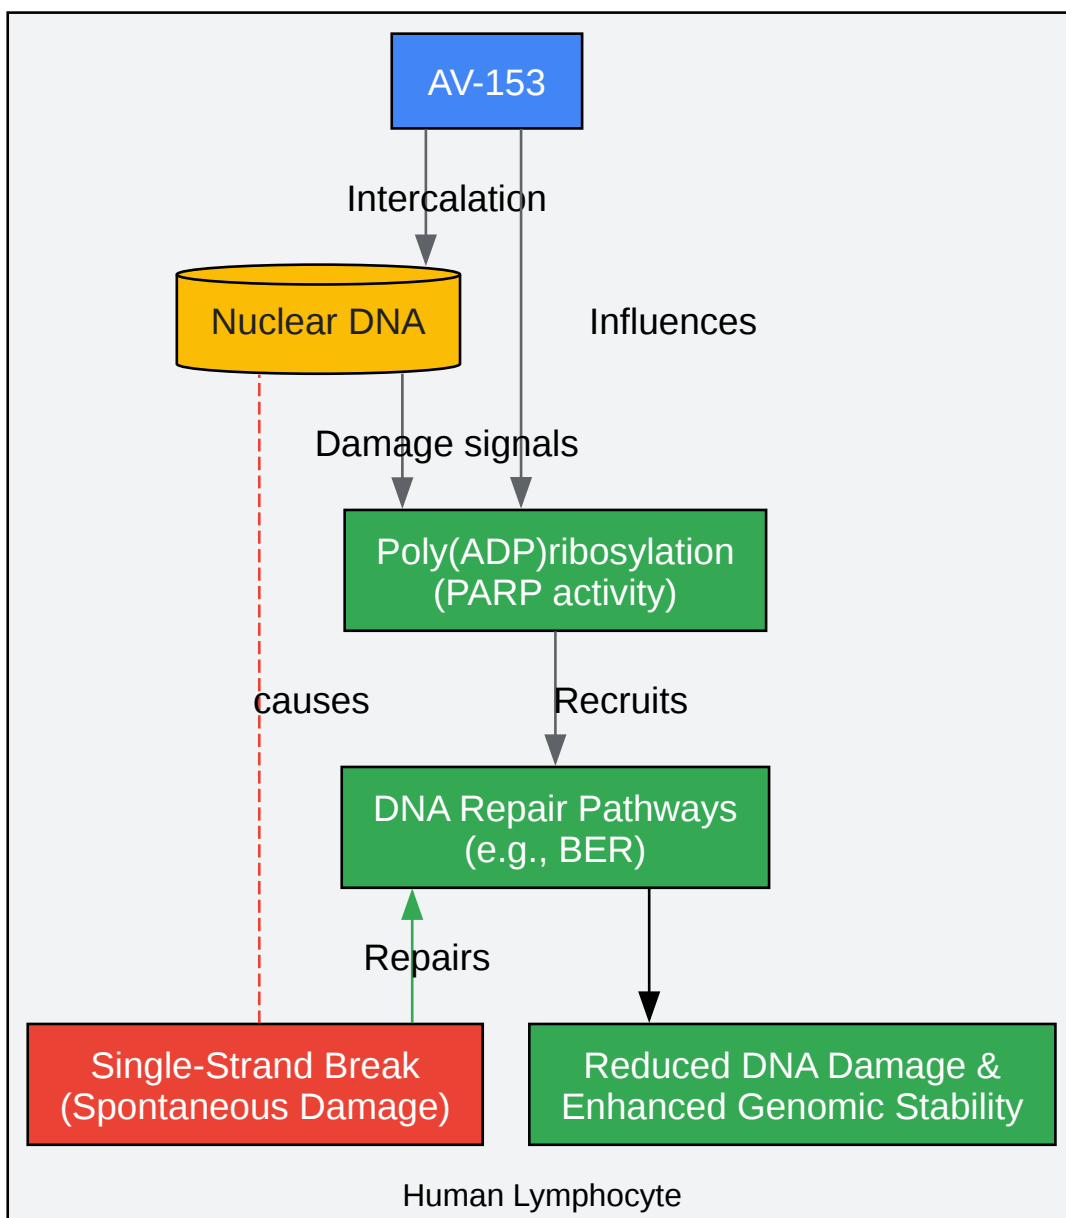 AV-153
Intercalation
Nuclear DNA
Influences
Damage signals
Poly(ADP)ribosylation
(PARP activity)
causes
Recruits
DNA Repair Pathways
(e.g., BER)
Repairs
Single-Strand Break
(Spontaneous Damage)
Reduced DNA Damage &
Enhanced Genomic Stability
Human Lymphocyte